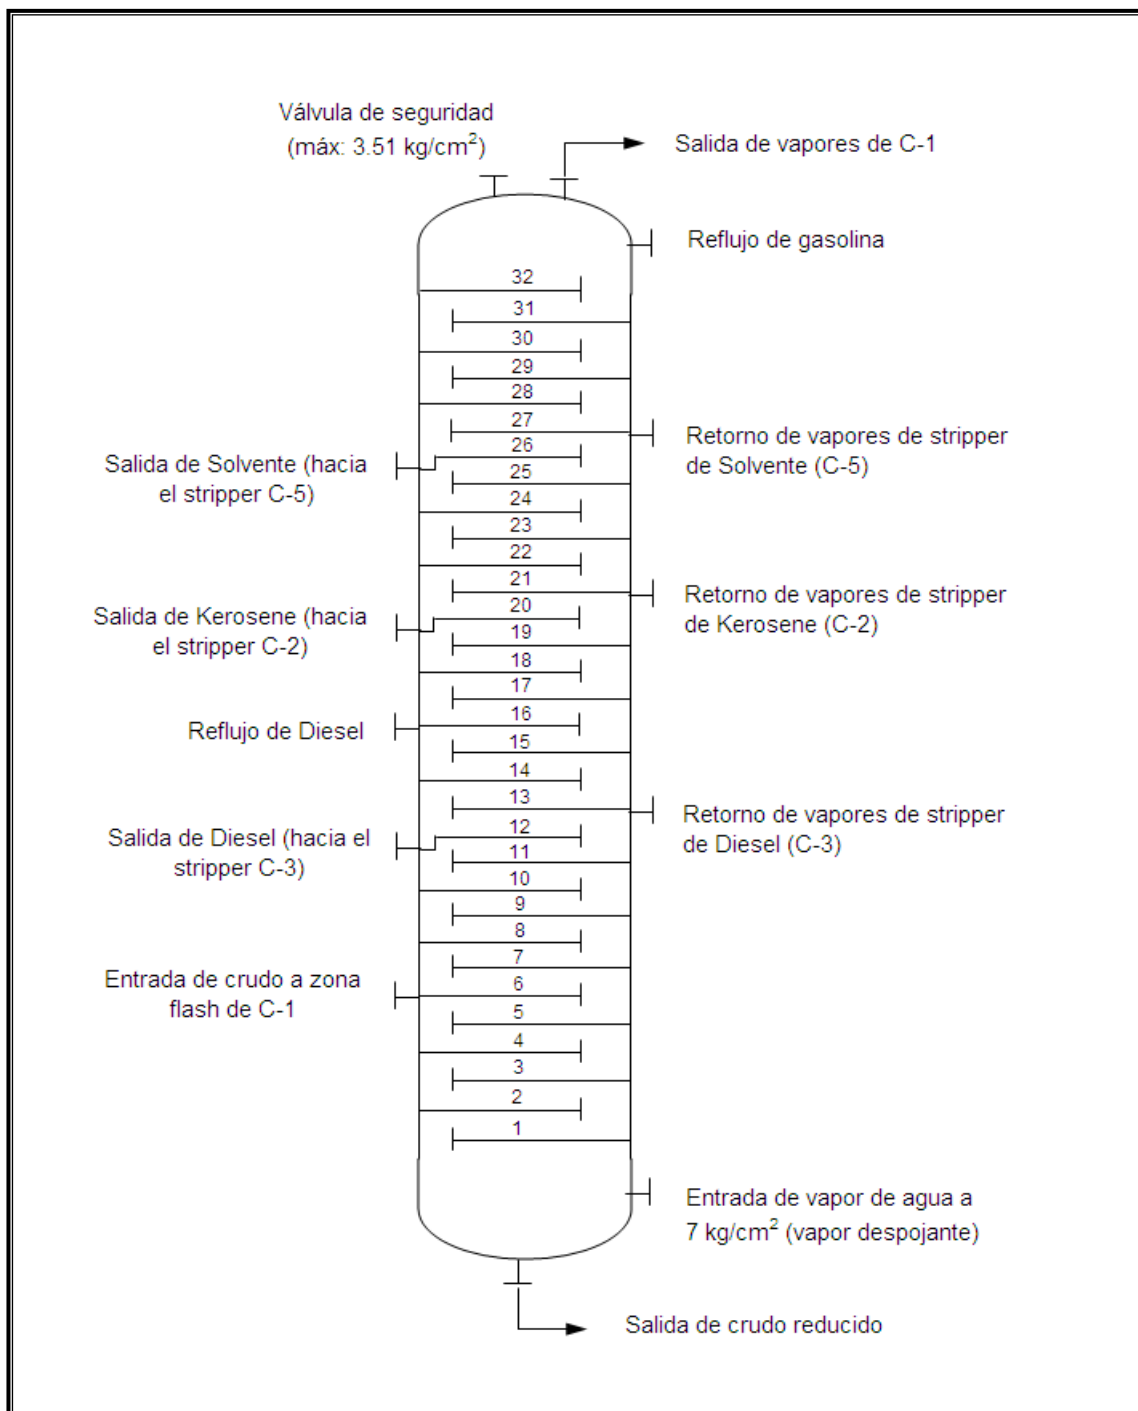 Válvula de seguridad
(máx: 3.51 kg/cm²)
Salida de vapores de C-1
Reflujo de gasolina
32
31
30
29
28
27
Retorno de vapores de stripper
de Solvente (C-5)
26
Salida de Solvente (hacia
el stripper C-5)
25
24
23
22
21
Retorno de vapores de stripper
de Kerosene (C-2)
20
Salida de Kerosene (hacia
el stripper C-2)
19
18
17
16
Reflujo de Diesel
15
14
13
Retorno de vapores de stripper
de Diesel (C-3)
12
Salida de Diesel (hacia el
stripper C-3)
11
10
9
8
7
6
Entrada de crudo a zona
flash de C-1
5
4
3
2
1
Entrada de vapor de agua a
7 kg/cm² (vapor despojante)
Salida de crudo reducido